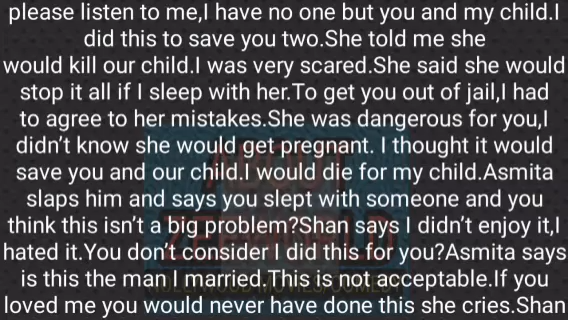 please listen to me,I have no one but you and my child.I
did this to save you two.She told me she
would kill our child.I was very scared.She said she would
stop it all if I sleep with her.To get you out of jail,I had
to agree to her mistakes.She was dangerous for you,I
didn't know she would get pregnant. I thought it would
save you and our child.I would die for my child.Asmita
slaps him and says you slept with someone and you
think this isn't a big problem?Shan says I didn't enjoy it,I
hated it.You don't consider I did this for you?Asmita says
is this the man I married.This is not acceptable.If you
loved me you would never have done this she cries.Shan